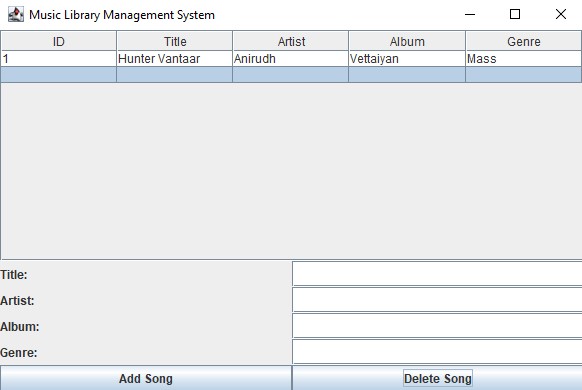 Music Library Management System
ID Title Artist Album Genre
1 Hunter Vantaar Anirudh Vettaiyan Mass
Title:
Artist:
Album:
Genre:
Add Song Delete Song